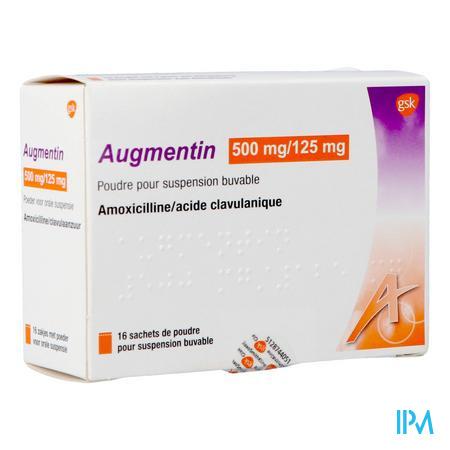 gsk
Augmentin 500 mg/125 mg
Poudre pour suspension buvable
Amoxicilline/acide clavulanique
16 sachets de poudre
pour suspension buvable
Augmentin
500 mg/125 mg
Poeder voor orale suspensie
Amoxicilline/clavulaanzuur
16 zakjes met poeder
voor orale suspensie
5128744051
A
IPM